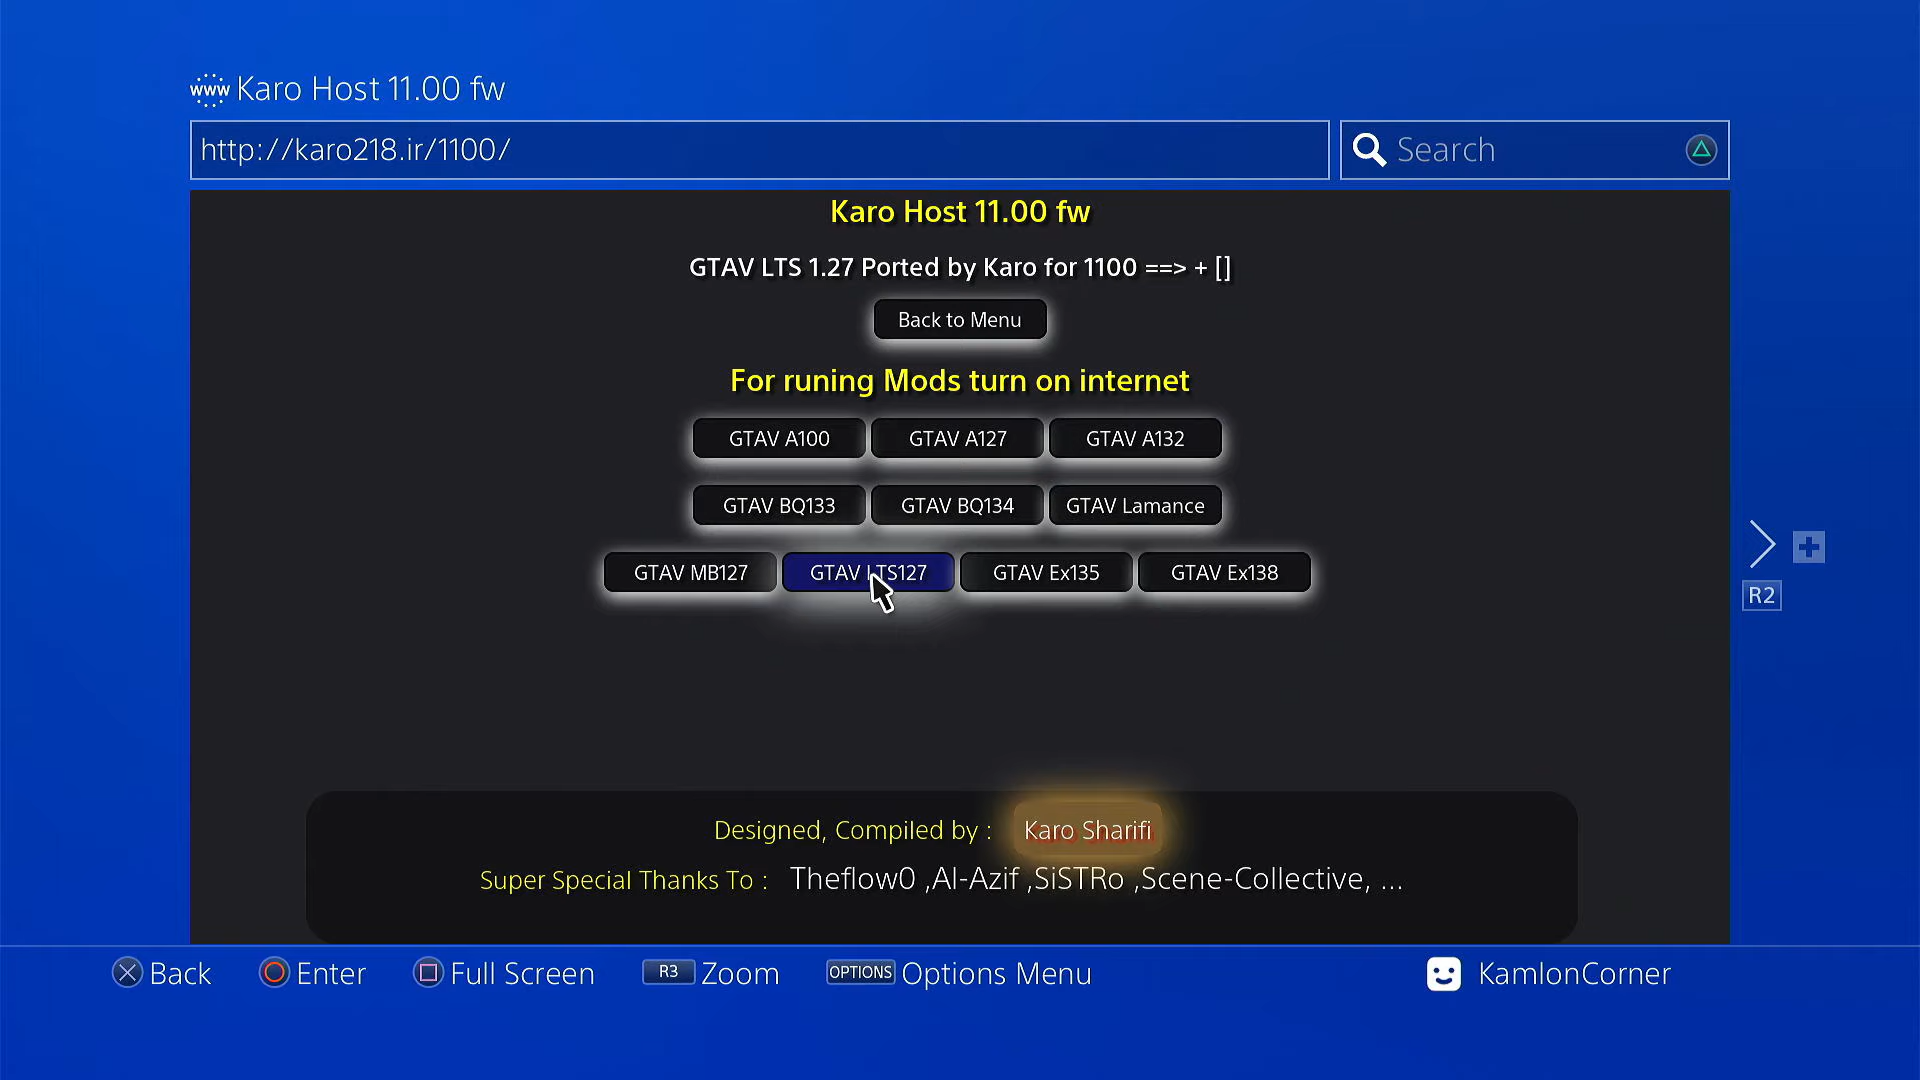 www Karo Host 11.00 fw
http://karo218.ir/1100/
Search
Karo Host 11.00 fw
GTAV LTS 1.27 Ported by Karo for 1100 ==> + []
Back to Menu
For runing Mods turn on internet
GTAV A100 GTAV A127 GTAV A132
GTAV BQ133 GTAV BQ134 GTAV Lamance
GTAV MB127 GTAV LTS127 GTAV Ex135 GTAV Ex138
R2
Designed, Compiled by : Karo Sharifi
Super Special Thanks To : Theflow0 ,Al-Azif ,SiSTRo ,Scene-Collective, ...
Back Enter Full Screen R3 Zoom OPTIONS Options Menu KamlonCorner